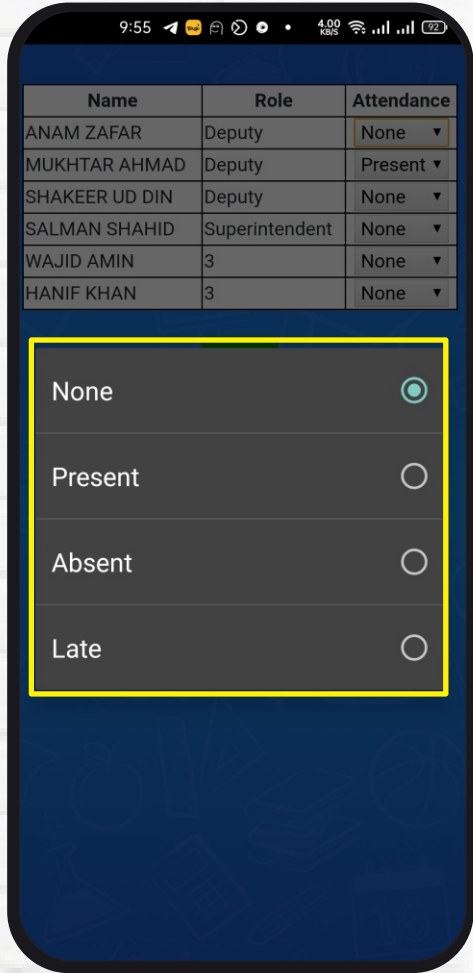 9:55 4.00 KB/S 92
Name Role Attendance
ANAM ZAFAR Deputy None
MUKHTAR AHMAD Deputy Present
SHAKEER UD DIN Deputy None
SALMAN SHAHID Superintendent None
WAJID AMIN 3 None
HANIF KHAN 3 None
None
Present
Absent
Late